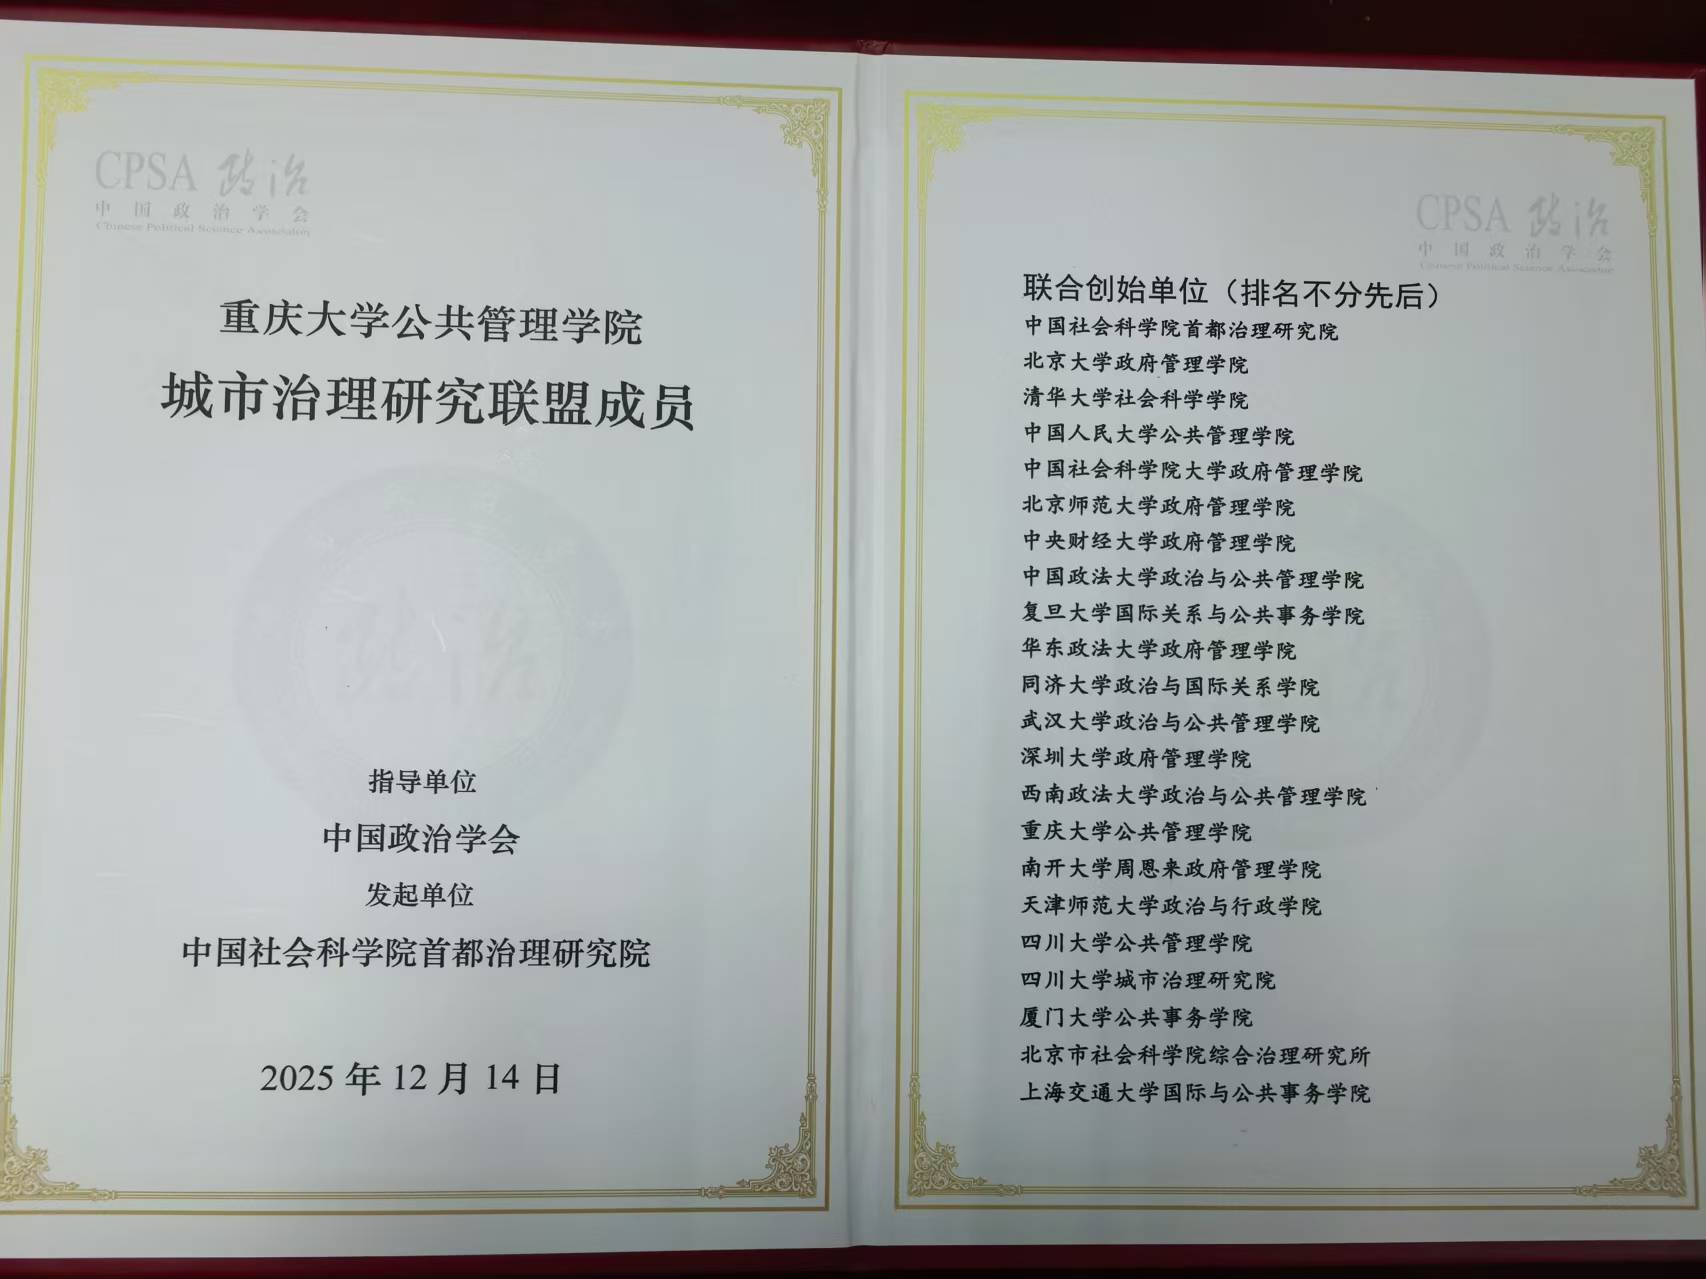 CPSA 政治
中国政治学会
Chinese Political Science Association
重庆大学公共管理学院
城市治理研究联盟成员
政治
指导单位
中国政治学会
发起单位
中国社会科学院首都治理研究院
2025 年 12 月 14 日
CPSA 政治
中国政治学会
Chinese Political Science Association
联合创始单位（排名不分先后）
中国社会科学院首都治理研究院
北京大学政府管理学院
清华大学社会科学学院
中国人民大学公共管理学院
中国社会科学院大学政府管理学院
北京师范大学政府管理学院
中央财经大学政府管理学院
中国政法大学政治与公共管理学院
复旦大学国际关系与公共事务学院
华东政法大学政府管理学院
同济大学政治与国际关系学院
武汉大学政治与公共管理学院
深圳大学政府管理学院
西南政法大学政治与公共管理学院
重庆大学公共管理学院
南开大学周恩来政府管理学院
天津师范大学政治与行政学院
四川大学公共管理学院
四川大学城市治理研究院
厦门大学公共事务学院
北京市社会科学院综合治理研究所
上海交通大学国际与公共事务学院